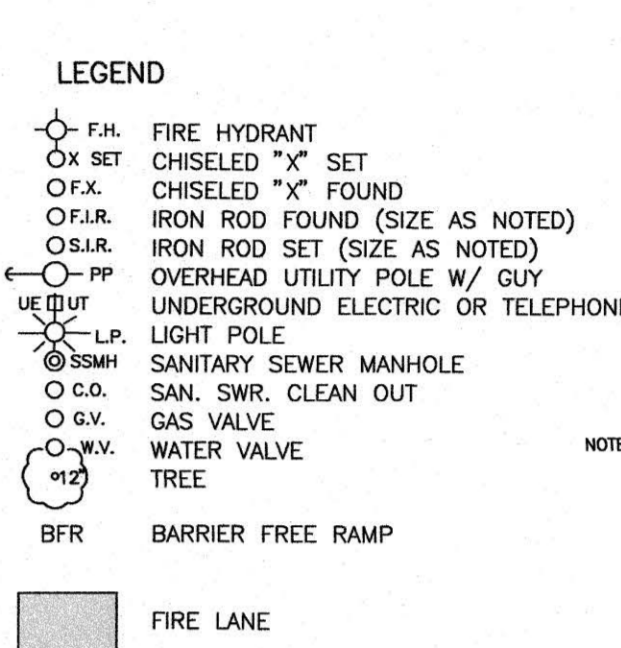 LEGEND
F.H. FIRE HYDRANT
X SET CHISELED "X" SET
F.X. CHISELED "X" FOUND
F.I.R. IRON ROD FOUND (SIZE AS NOTED)
S.I.R. IRON ROD SET (SIZE AS NOTED)
PP OVERHEAD UTILITY POLE W/ GUY
UE UT UNDERGROUND ELECTRIC OR TELEPHON
L.P. LIGHT POLE
SSMH SANITARY SEWER MANHOLE
C.O. SAN. SWR. CLEAN OUT
G.V. GAS VALVE
W.V. WATER VALVE NOTE
12" TREE
BFR BARRIER FREE RAMP
FIRE LANE